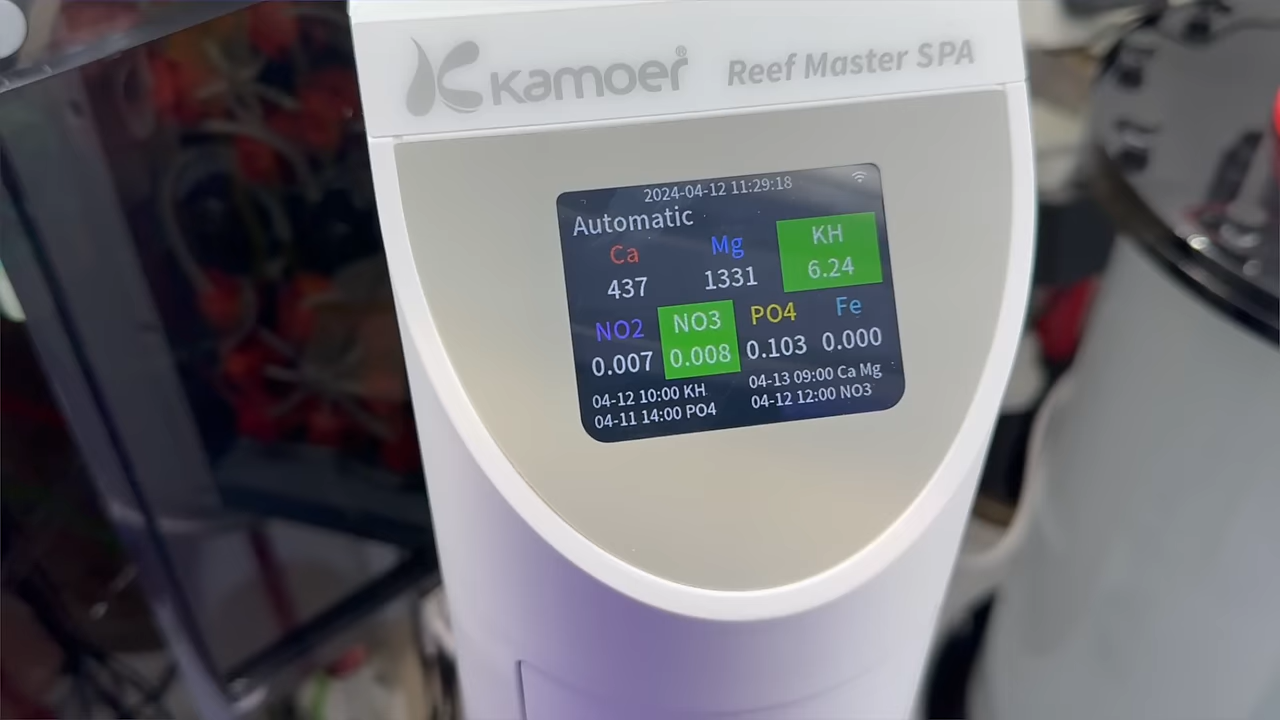 Kamoer® Reef Master SPA
2024-04-12 11:29:18
Automatic
Ca Mg KH
437 1331 6.24
NO2 NO3 PO4 Fe
0.007 0.008 0.103 0.000
04-12 10:00 KH 04-13 09:00 Ca Mg
04-11 14:00 PO4 04-12 12:00 NO3